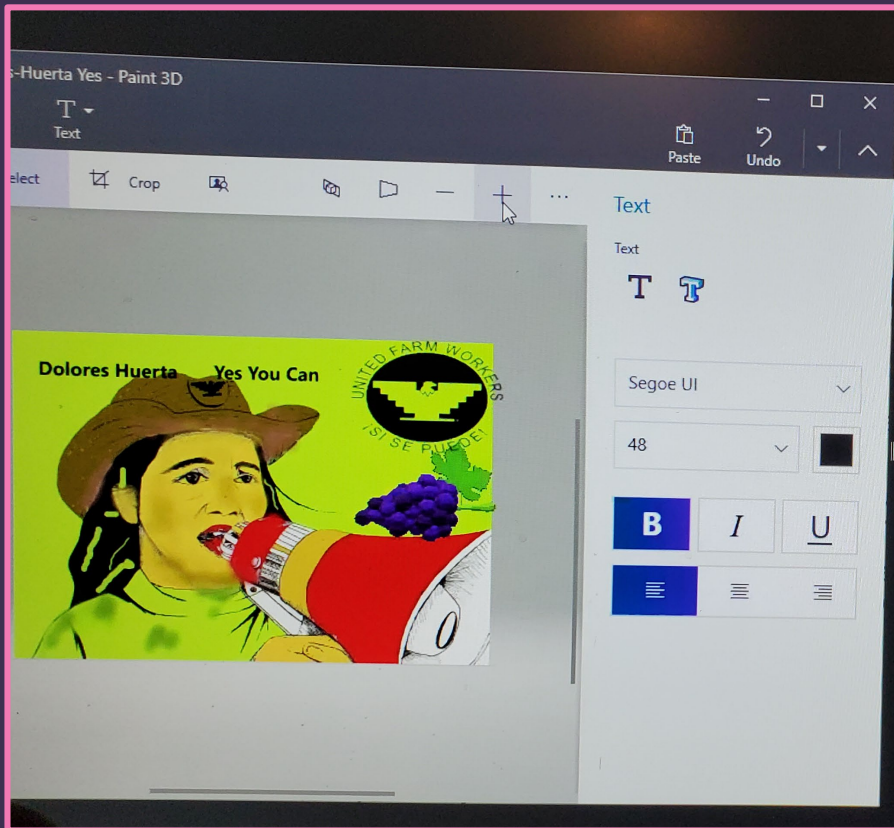 s-Huerta Yes - Paint 3D
Text
Paste
Undo
elect
Crop
Text
Text
T
T
Segoe UI
48
B
I
U
Dolores Huerta Yes You Can
UNITED FARM WORKERS
¡SI SE PUEDE!